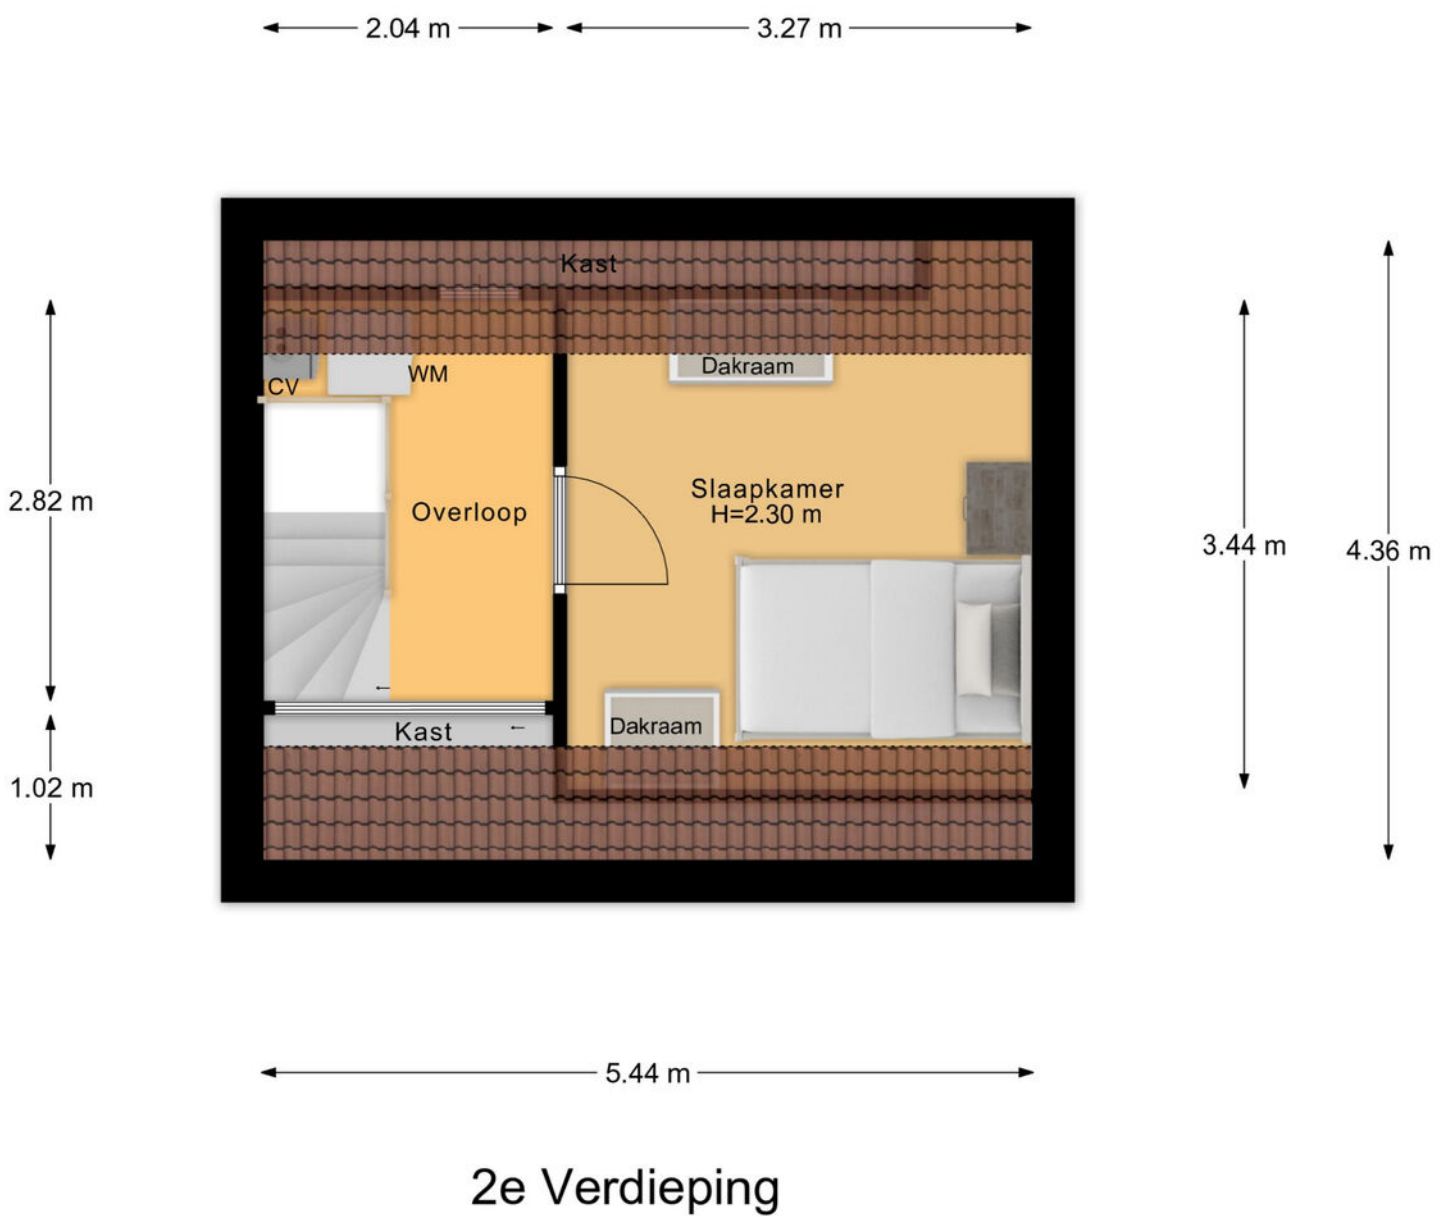 2.04 m
3.27 m
Kast
Dakraam
WM
CV
Slaapkamer
H=2.30 m
Overloop
2.82 m
3.44 m
4.36 m
Dakraam
Kast
1.02 m
5.44 m
2e Verdieping